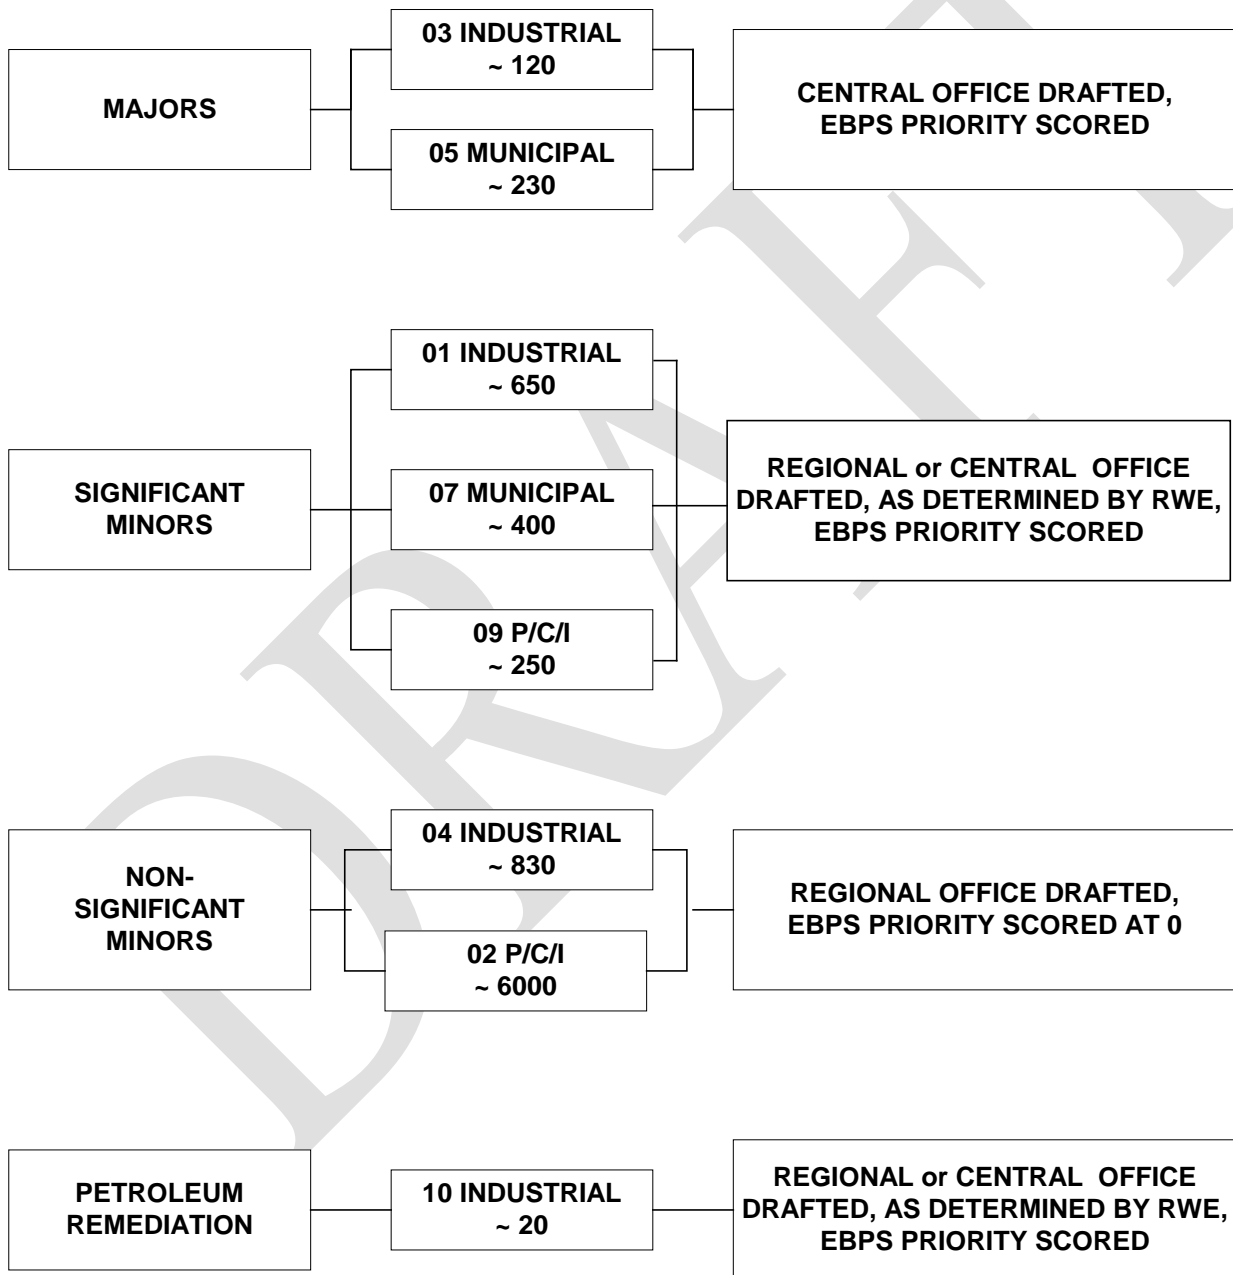 MAJORS
03 INDUSTRIAL
~ 120
05 MUNICIPAL
~ 230
CENTRAL OFFICE DRAFTED,
EBPS PRIORITY SCORED
SIGNIFICANT
MINORS
01 INDUSTRIAL
~ 650
07 MUNICIPAL
~ 400
09 P/C/I
~ 250
REGIONAL or CENTRAL OFFICE
DRAFTED, AS DETERMINED BY RWE,
EBPS PRIORITY SCORED
NON-
SIGNIFICANT
MINORS
04 INDUSTRIAL
~ 830
02 P/C/I
~ 6000
REGIONAL OFFICE DRAFTED,
EBPS PRIORITY SCORED AT 0
PETROLEUM
REMEDIATION
10 INDUSTRIAL
~ 20
REGIONAL or CENTRAL OFFICE
DRAFTED, AS DETERMINED BY RWE,
EBPS PRIORITY SCORED
DRAFT